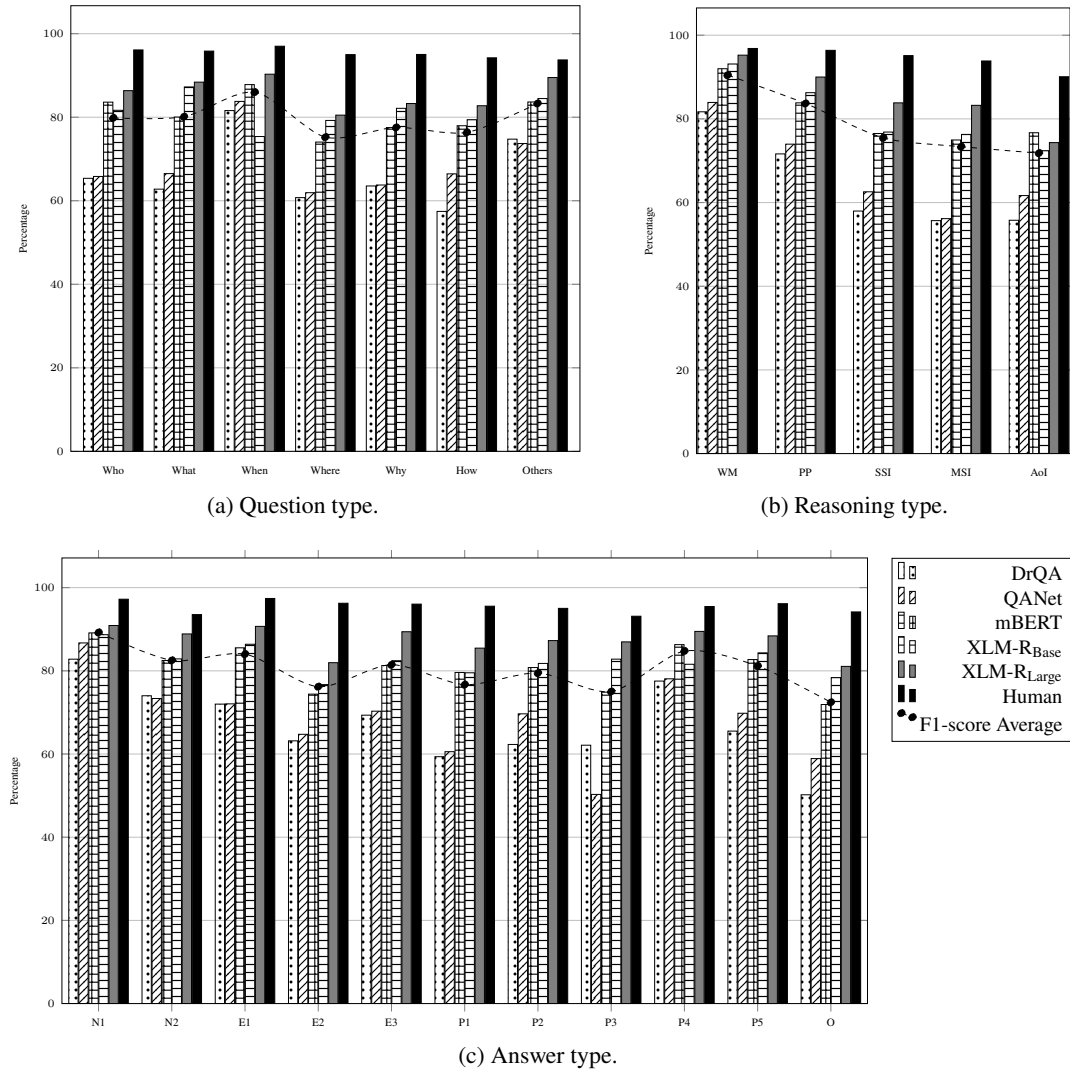 100
80
60
40
20
0
Percentage
Who What When Where Why How Others
(a) Question type.
100
80
60
40
20
0
Percentage
WM PP SSI MSI AoI
(b) Reasoning type.
100
80
60
40
20
0
Percentage
N1 N2 E1 E2 E3 P1 P2 P3 P4 P5 O
(c) Answer type.
DrQA
QANet
mBERT
XLM-RBase
XLM-RLarge
Human
F1-score Average